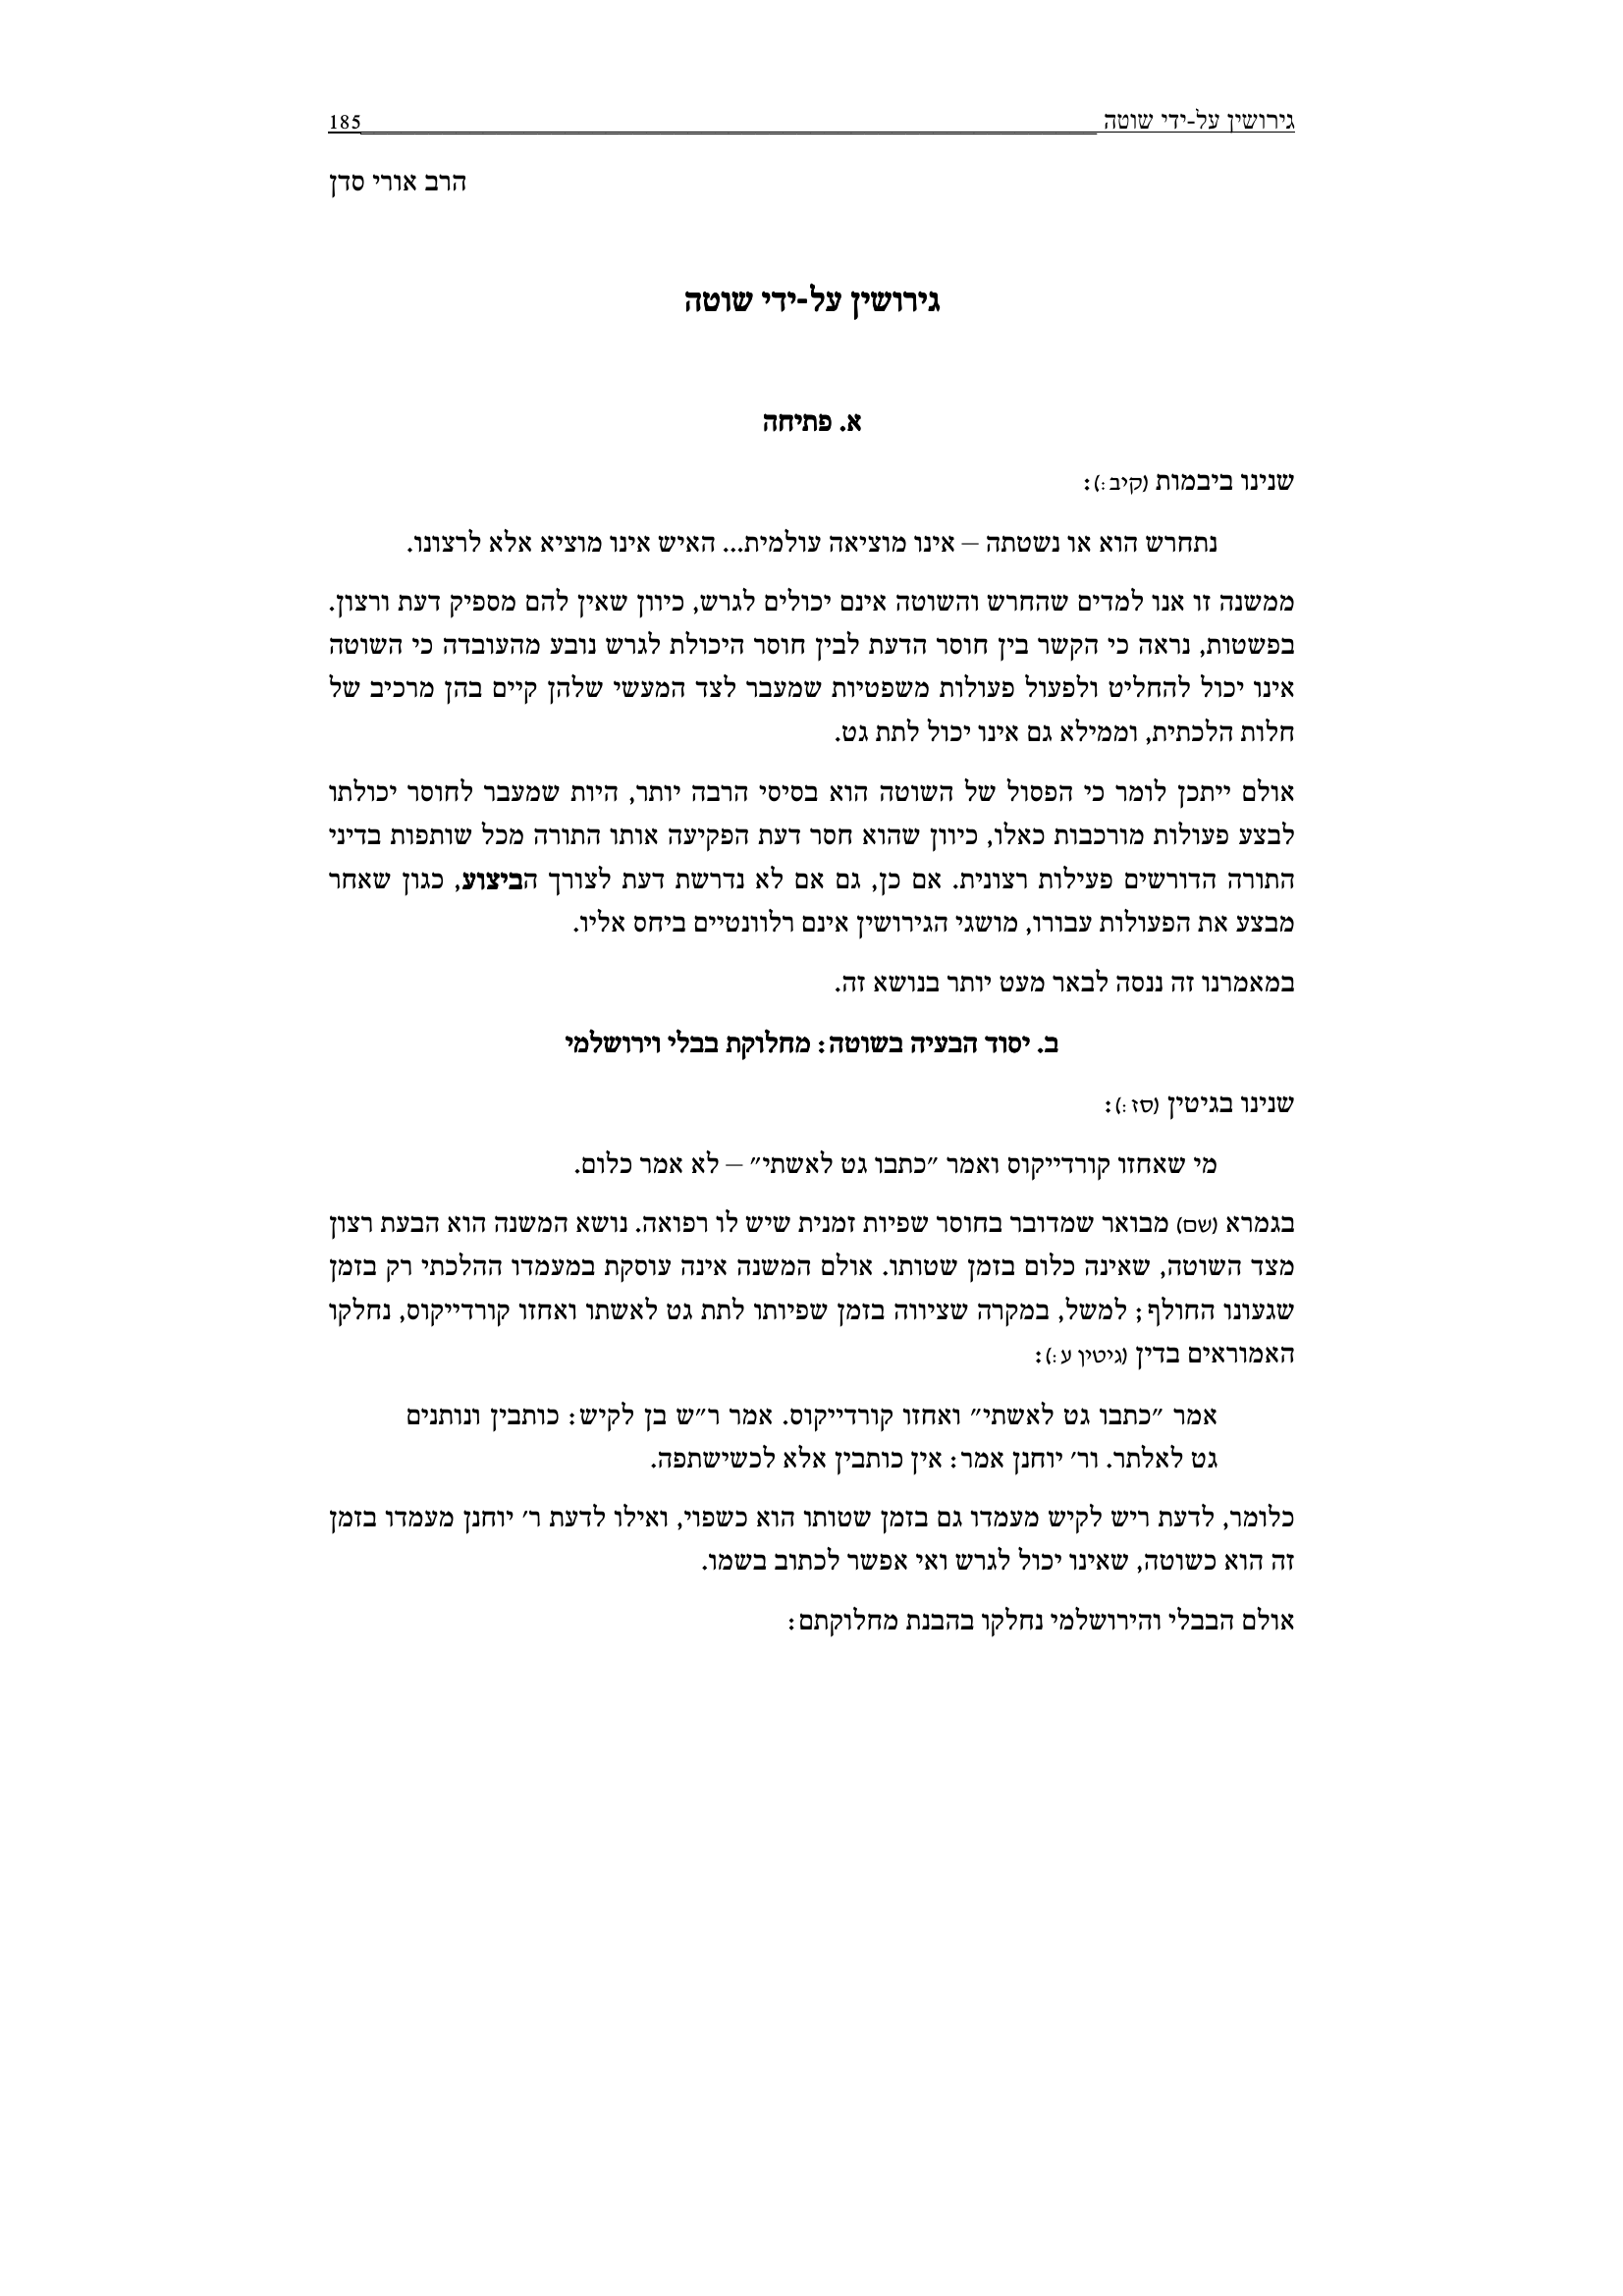 גירושין על-ידי שוטה 185
הרב אורי סדן
גירושין על-ידי שוטה
א. פתיחה
שנינו ביבמות (קיב:):
נתחרש הוא או נשטתה – אינו מוציאה עולמית... האיש אינו מוציא אלא לרצונו.
ממשנה זו אנו למדים שהחרש והשוטה אינם יכולים לגרש, כיוון שאין להם מספיק דעת ורצון.
בפשטות, נראה כי הקשר בין חוסר הדעת לבין חוסר היכולת לגרש נובע מהעובדה כי השוטה
אינו יכול להחליט ולפעול פעולות משפטיות שמעבר לצד המעשי שלהן קיים בהן מרכיב של
חלות הלכתית, וממילא גם אינו יכול לתת גט.
אולם ייתכן לומר כי הפסול של השוטה הוא בסיסי הרבה יותר, היות שמעבר לחוסר יכולתו
לבצע פעולות מורכבות כאלו, כיוון שהוא חסר דעת הפקיעה אותו התורה מכל שותפות בדיני
התורה הדורשים פעילות רצונית. אם כן, גם אם לא נדרשת דעת לצורך הביצוע, כגון שאחר
מבצע את הפעולות עבורו, מושגי הגירושין אינם רלוונטיים ביחס אליו.
במאמרנו זה ננסה לבאר מעט יותר בנושא זה.
ב. יסוד הבעיה בשוטה: מחלוקת בבלי וירושלמי
שנינו בגיטין (סז:):
מי שאחזו קורדייקוס ואמר "כתבו גט לאשתי" – לא אמר כלום.
בגמרא (שם) מבואר שמדובר בחוסר שפיות זמנית שיש לו רפואה. נושא המשנה הוא הבעת רצון
מצד השוטה, שאינה כלום בזמן שטותו. אולם המשנה אינה עוסקת במעמדו ההלכתי רק בזמן
שגעונו החולף; למשל, במקרה שציווה בזמן שפיותו לתת גט לאשתו ואחזו קורדייקוס, נחלקו
האמוראים בדין (גיטין ע:):
אמר "כתבו גט לאשתי" ואחזו קורדייקוס. אמר ר"ש בן לקיש: כותבין ונותנים
גט לאלתר. ור' יוחנן אמר: אין כותבין אלא לכשישתפה.
כלומר, לדעת ריש לקיש מעמדו גם בזמן שטותו הוא כשפוי, ואילו לדעת ר' יוחנן מעמדו בזמן
זה הוא כשוטה, שאינו יכול לגרש ואי אפשר לכתוב בשמו.
אולם הבבלי והירושלמי נחלקו בהבנת מחלוקתם: